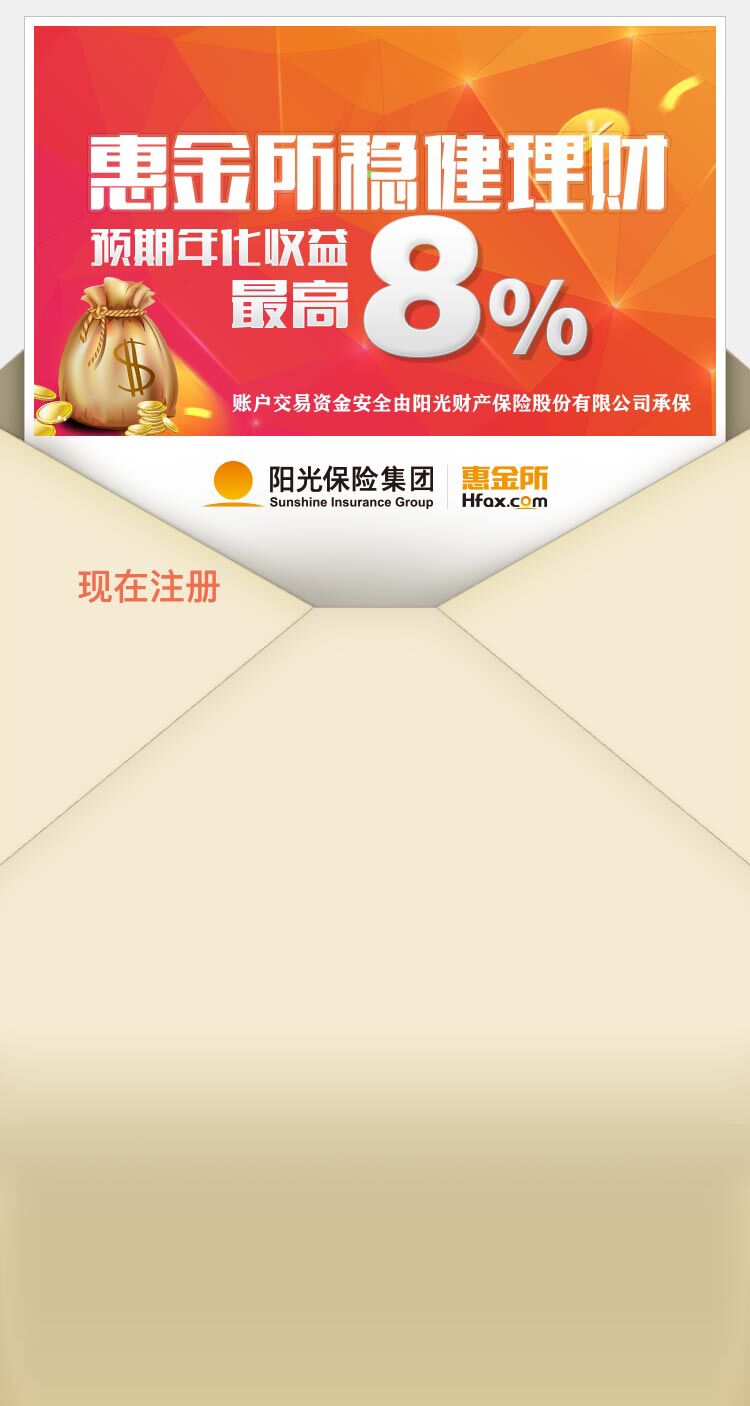 惠金所稳健理财
预期年化收益
最高8%
账户交易资金安全由阳光财产保险股份有限公司承保
阳光保险集团
Sunshine Insurance Group
惠金所
Hfax.com
现在注册